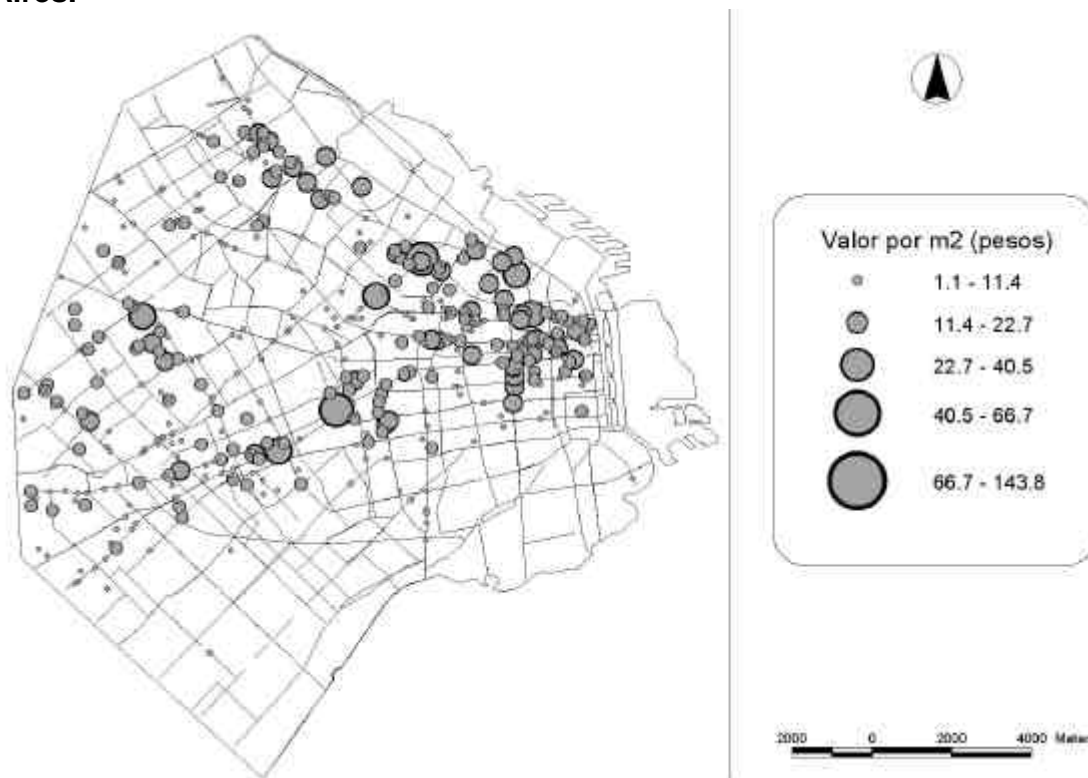 Valor por m2 (pesos)
1.1 - 11.4
11.4 - 22.7
22.7 - 40.5
40.5 - 66.7
66.7 - 143.8
2000 0 2000 4000